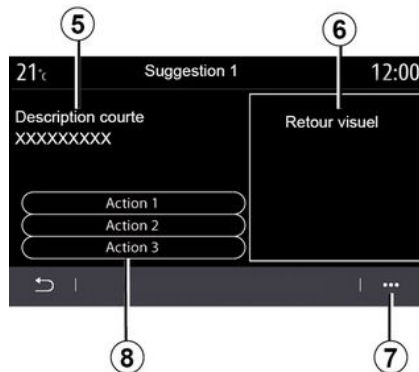 5
6
21°c
Suggestion 1
12:00
Description courte
XXXXXXXXX
Retour visuel
Action 1
Action 2
Action 3
8
7